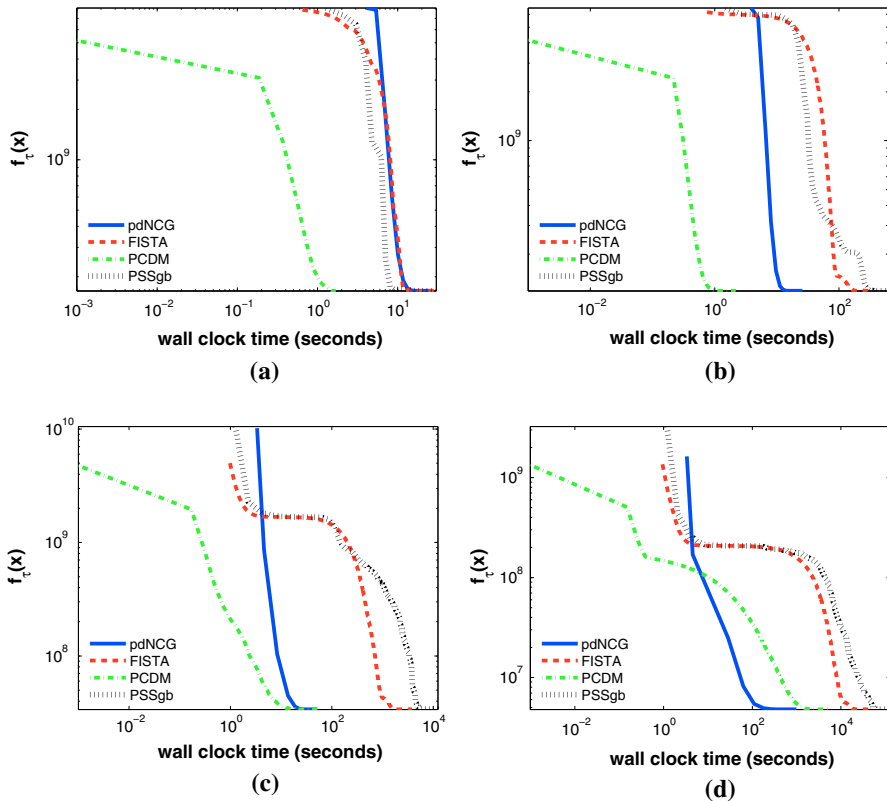 f_τ(x)
10^9
pdNCG
FISTA
PCDM
PSSgb
10^−3 10^−2 10^−1 10^0 10^1
wall clock time (seconds)
(a)
f_τ(x)
10^9
pdNCG
FISTA
PCDM
PSSgb
10^−2 10^0 10^2
wall clock time (seconds)
(b)
f_τ(x)
10^10
10^9
10^8
pdNCG
FISTA
PCDM
PSSgb
10^−2 10^0 10^2 10^4
wall clock time (seconds)
(c)
f_τ(x)
10^9
10^8
10^7
pdNCG
FISTA
PCDM
PSSgb
10^−2 10^0 10^2 10^4
wall clock time (seconds)
(d)